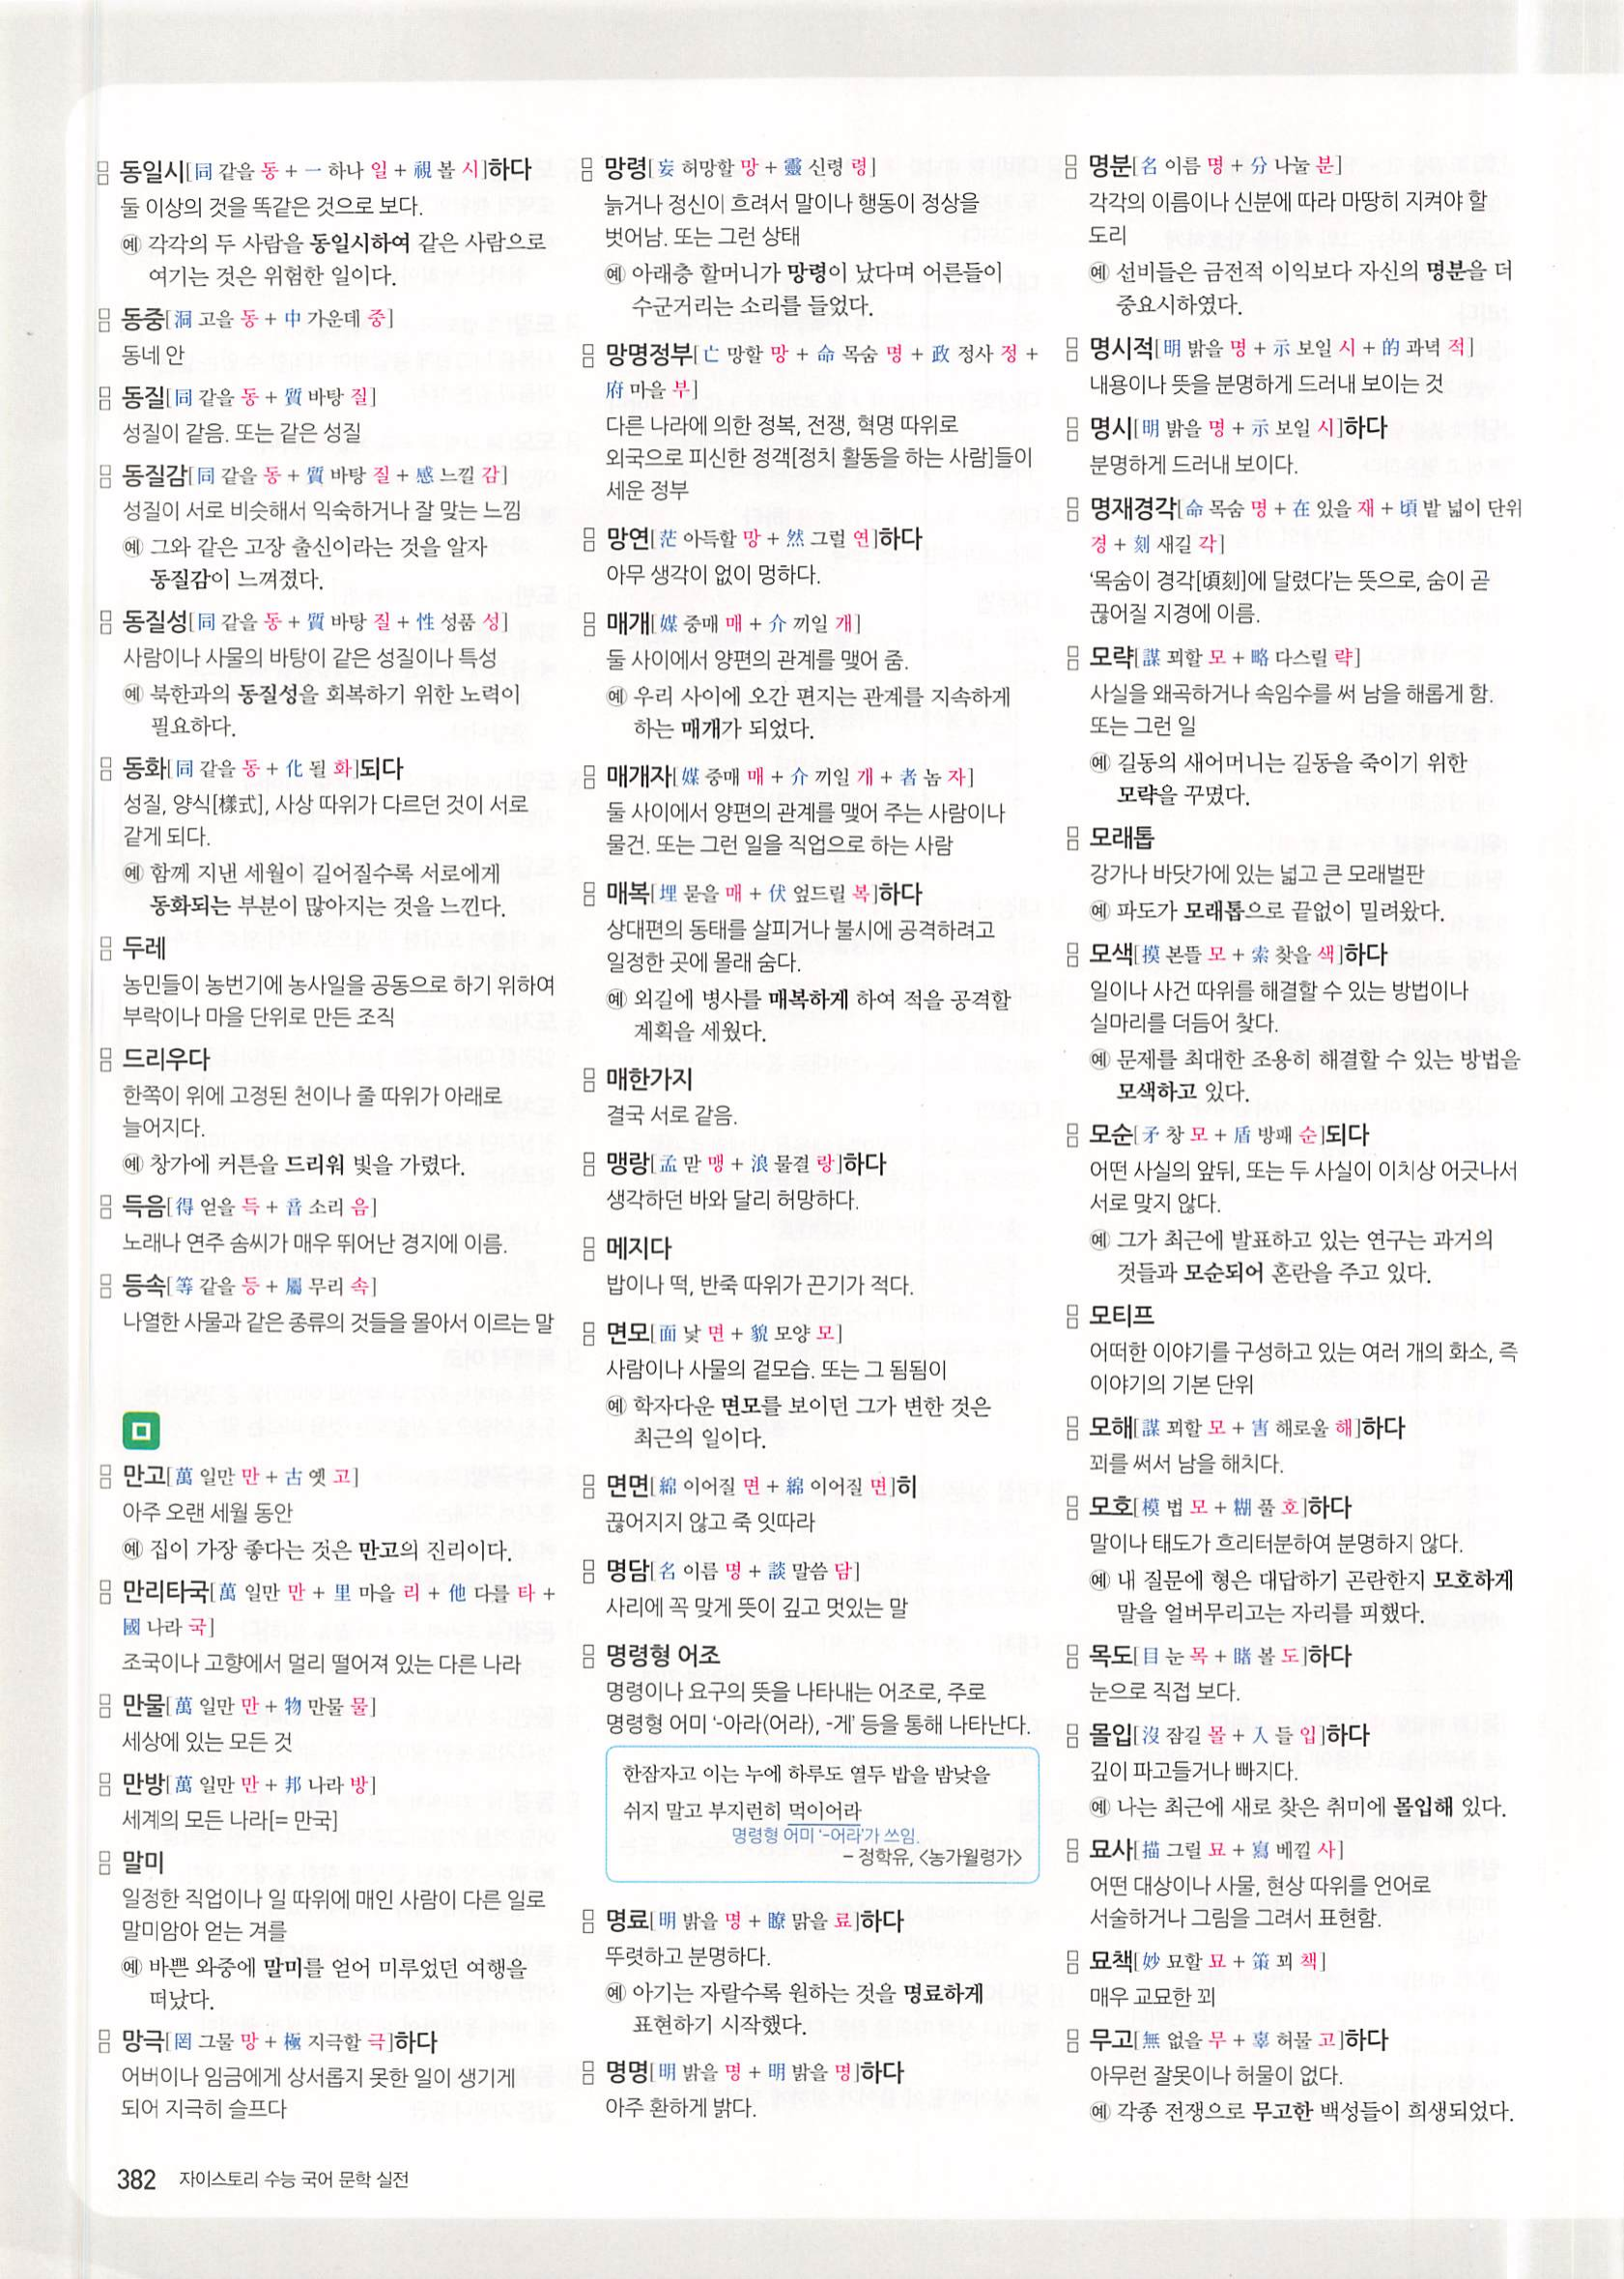 동일시[同 같을 동 + 一 하나 일 + 視 볼 시]하다
둘 이상의 것을 똑같은 것으로 보다.
예 각각의 두 사람을 동일시하여 같은 사람으로
여기는 것은 위험한 일이다.
동중[洞 고을 동 + 中 가운데 중]
동네 안
동질[同 같을 동 + 質 바탕 질]
성질이 같음. 또는 같은 성질
동질감[同 같을 동 + 質 바탕 질 + 感 느낄 감]
성질이 서로 비슷해서 익숙하거나 잘 맞는 느낌
예 그와 같은 고장 출신이라는 것을 알자
동질감이 느껴졌다.
동질성[同 같을 동 + 質 바탕 질 + 性 성품 성]
사람이나 사물의 바탕이 같은 성질이나 특성
예 북한과의 동질성을 회복하기 위한 노력이
필요하다.
동화[同 같을 동 + 化 될 화]되다
성질, 양식[樣式], 사상 따위가 다르던 것이 서로
같게 되다.
예 함께 지낸 세월이 길어질수록 서로에게
동화되는 부분이 많아지는 것을 느낀다.
두레
농민들이 농번기에 농사일을 공동으로 하기 위하여
부락이나 마을 단위로 만든 조직
드리우다
한쪽이 위에 고정된 천이나 줄 따위가 아래로
늘어지다.
예 창가에 커튼을 드리워 빛을 가렸다.
득음[得 얻을 득 + 音 소리 음]
노래나 연주 솜씨가 매우 뛰어난 경지에 이름.
등속[等 같을 등 + 屬 무리 속]
나열한 사물과 같은 종류의 것들을 몰아서 이르는 말
ㅁ
만고[萬 일만 만 + 古 옛 고]
아주 오랜 세월 동안
예 집이 가장 좋다는 것은 만고의 진리이다.
만리타국[萬 일만 만 + 里 마을 리 + 他 다를 타 +
國 나라 국]
조국이나 고향에서 멀리 떨어져 있는 다른 나라
만물[萬 일만 만 + 物 만물 물]
세상에 있는 모든 것
만방[萬 일만 만 + 邦 나라 방]
세계의 모든 나라[= 만국]
말미
일정한 직업이나 일 따위에 매인 사람이 다른 일로
말미암아 얻는 겨를
예 바쁜 와중에 말미를 얻어 미루었던 여행을
떠났다.
망극[罔 그물 망 + 極 지극할 극]하다
어버이나 임금에게 상서롭지 못한 일이 생기게
되어 지극히 슬프다
망령[妄 허망할 망 + 靈 신령 령]
늙거나 정신이 흐려서 말이나 행동이 정상을
벗어남. 또는 그런 상태
예 아래층 할머니가 망령이 났다며 어른들이
수군거리는 소리를 들었다.
망명정부[亡 망할 망 + 命 목숨 명 + 政 정사 정 +
府 마을 부]
다른 나라에 의한 정복, 전쟁, 혁명 따위로
외국으로 피신한 정객[정치 활동을 하는 사람]들이
세운 정부
망연[茫 아득할 망 + 然 그럴 연]하다
아무 생각이 없이 멍하다.
매개[媒 중매 매 + 介 끼일 개]
둘 사이에서 양편의 관계를 맺어 줌.
예 우리 사이에 오간 편지는 관계를 지속하게
하는 매개가 되었다.
매개자[媒 중매 매 + 介 끼일 개 + 者 놈 자]
둘 사이에서 양편의 관계를 맺어 주는 사람이나
물건. 또는 그런 일을 직업으로 하는 사람
매복[埋 묻을 매 + 伏 엎드릴 복]하다
상대편의 동태를 살피거나 불시에 공격하려고
일정한 곳에 몰래 숨다.
예 외길에 병사를 매복하게 하여 적을 공격할
계획을 세웠다.
매한가지
결국 서로 같음.
맹랑[孟 맏 맹 + 浪 물결 랑]하다
생각하던 바와 달리 허망하다.
메지다
밥이나 떡, 반죽 따위가 끈기가 적다.
면모[面 낯 면 + 貌 모양 모]
사람이나 사물의 겉모습. 또는 그 됨됨이
예 학자다운 면모를 보이던 그가 변한 것은
최근의 일이다.
면면[綿 이어질 면 + 綿 이어질 면]히
끊어지지 않고 죽 잇따라
명담[名 이름 명 + 談 말씀 담]
사리에 꼭 맞게 뜻이 깊고 멋있는 말
명령형 어조
명령이나 요구의 뜻을 나타내는 어조로, 주로
명령형 어미 '-아라(어라), -게' 등을 통해 나타난다.
한잠자고 이는 누에 하루도 열두 밥을 밤낮을
쉬지 말고 부지런히 먹이어라
명령형 어미 '-어라'가 쓰임.
- 정학유, <농가월령가>
명료[明 밝을 명 + 瞭 맑을 료]하다
뚜렷하고 분명하다.
예 아기는 자랄수록 원하는 것을 명료하게
표현하기 시작했다.
명명[明 밝을 명 + 明 밝을 명]하다
아주 환하게 밝다.
명분[名 이름 명 + 分 나눌 분]
각각의 이름이나 신분에 따라 마땅히 지켜야 할
도리
예 선비들은 금전적 이익보다 자신의 명분을 더
중요시하였다.
명시적[明 밝을 명 + 示 보일 시 + 的 과녁 적]
내용이나 뜻을 분명하게 드러내 보이는 것
명시[明 밝을 명 + 示 보일 시]하다
분명하게 드러내 보이다.
명재경각[命 목숨 명 + 在 있을 재 + 頃 밭 넓이 단위
경 + 刻 새길 각]
'목숨이 경각[頃刻]에 달렸다'는 뜻으로, 숨이 곧
끊어질 지경에 이름.
모략[謀 꾀할 모 + 略 다스릴 략]
사실을 왜곡하거나 속임수를 써 남을 해롭게 함.
또는 그런 일
예 길동의 새어머니는 길동을 죽이기 위한
모략을 꾸몄다.
모래톱
강가나 바닷가에 있는 넓고 큰 모래벌판
예 파도가 모래톱으로 끝없이 밀려왔다.
모색[摸 본뜰 모 + 索 찾을 색]하다
일이나 사건 따위를 해결할 수 있는 방법이나
실마리를 더듬어 찾다.
예 문제를 최대한 조용히 해결할 수 있는 방법을
모색하고 있다.
모순[矛 창 모 + 盾 방패 순]되다
어떤 사실의 앞뒤, 또는 두 사실이 이치상 어긋나서
서로 맞지 않다.
예 그가 최근에 발표하고 있는 연구는 과거의
것들과 모순되어 혼란을 주고 있다.
모티프
어떠한 이야기를 구성하고 있는 여러 개의 화소, 즉
이야기의 기본 단위
모해[謀 꾀할 모 + 害 해로울 해]하다
꾀를 써서 남을 해치다.
모호[模 법 모 + 糊 풀 호]하다
말이나 태도가 흐리터분하여 분명하지 않다.
예 내 질문에 형은 대답하기 곤란한지 모호하게
말을 얼버무리고는 자리를 피했다.
목도[目 눈 목 + 睹 볼 도]하다
눈으로 직접 보다.
몰입[沒 잠길 몰 + 入 들 입]하다
깊이 파고들거나 빠지다.
예 나는 최근에 새로 찾은 취미에 몰입해 있다.
묘사[描 그릴 묘 + 寫 베낄 사]
어떤 대상이나 사물, 현상 따위를 언어로
서술하거나 그림을 그려서 표현함.
묘책[妙 묘할 묘 + 策 꾀 책]
매우 교묘한 꾀
무고[無 없을 무 + 辜 허물 고]하다
아무런 잘못이나 허물이 없다.
예 각종 전쟁으로 무고한 백성들이 희생되었다.
382 자이스토리 수능 국어 문학 실전